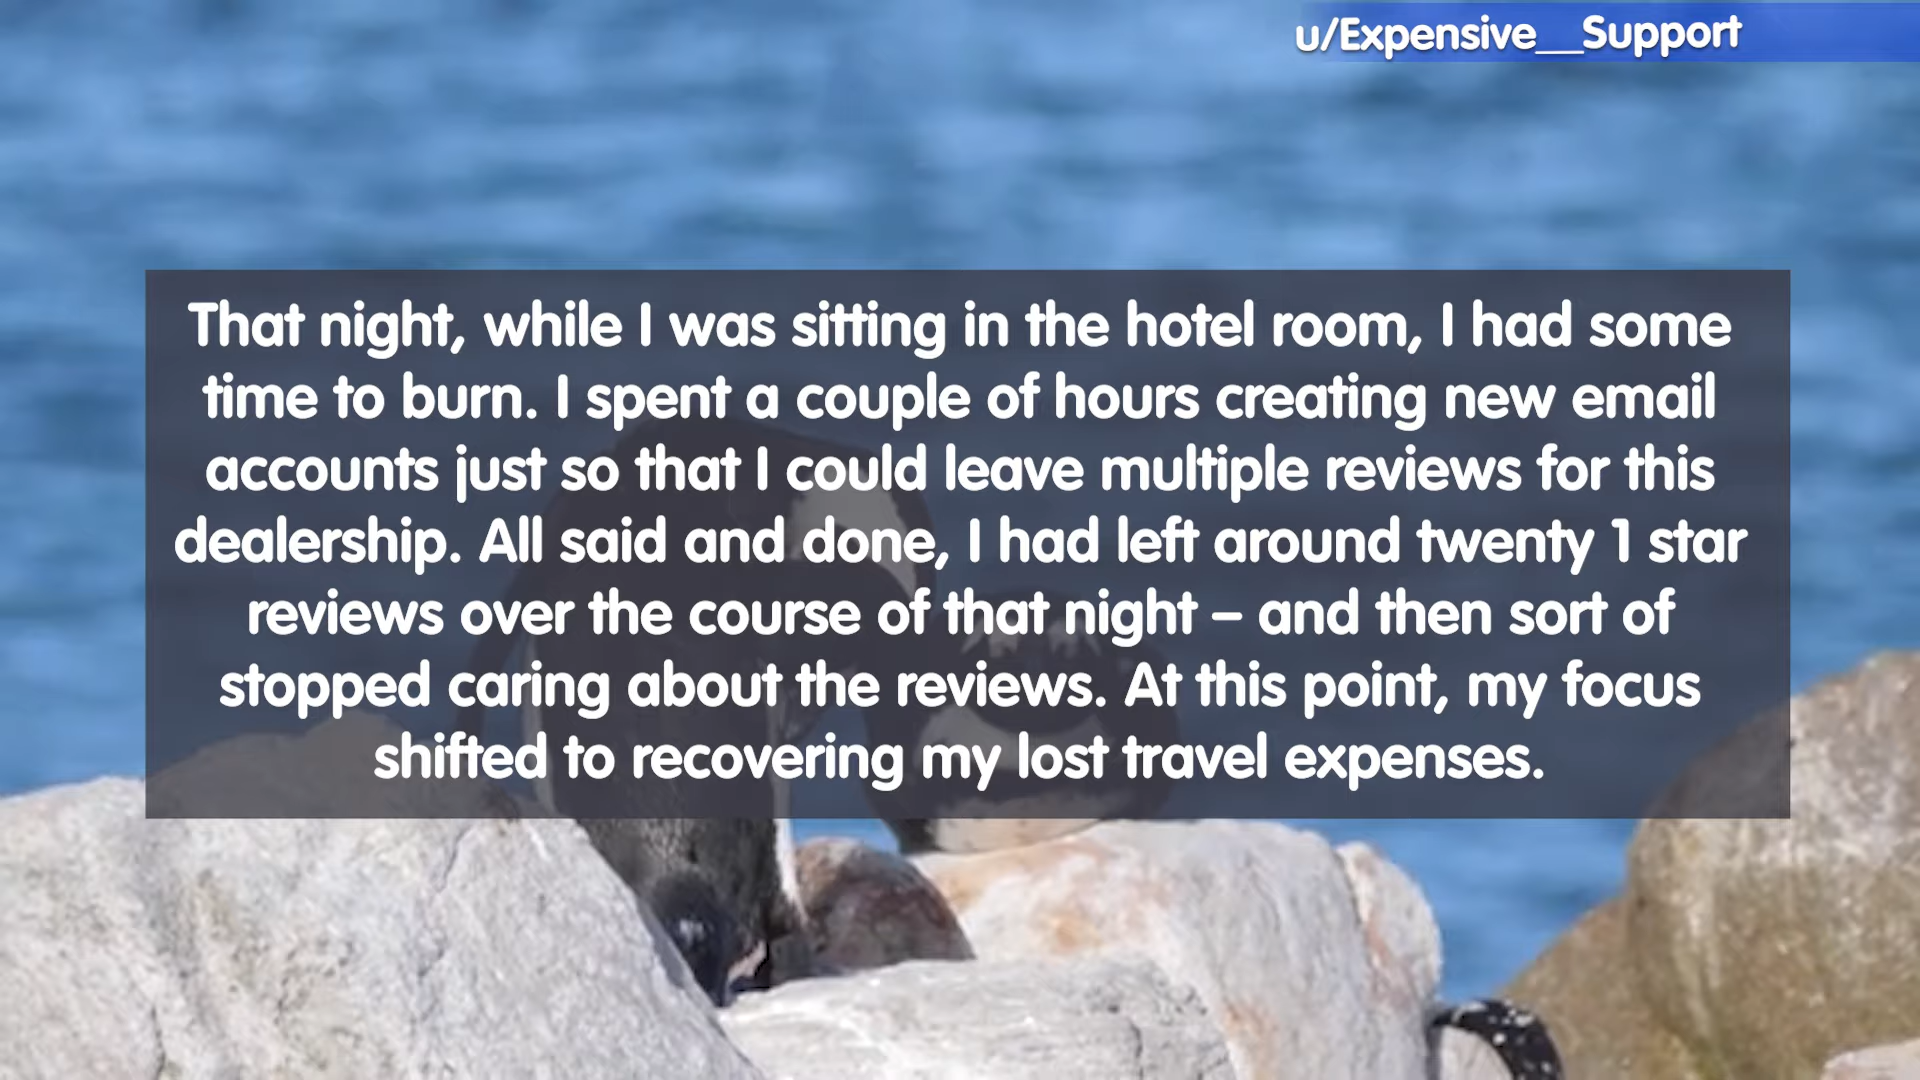 u/Expensive__Support
That night, while I was sitting in the hotel room, I had some
time to burn. I spent a couple of hours creating new email
accounts just so that I could leave multiple reviews for this
dealership. All said and done, I had left around twenty 1 star
reviews over the course of that night – and then sort of
stopped caring about the reviews. At this point, my focus
shifted to recovering my lost travel expenses.